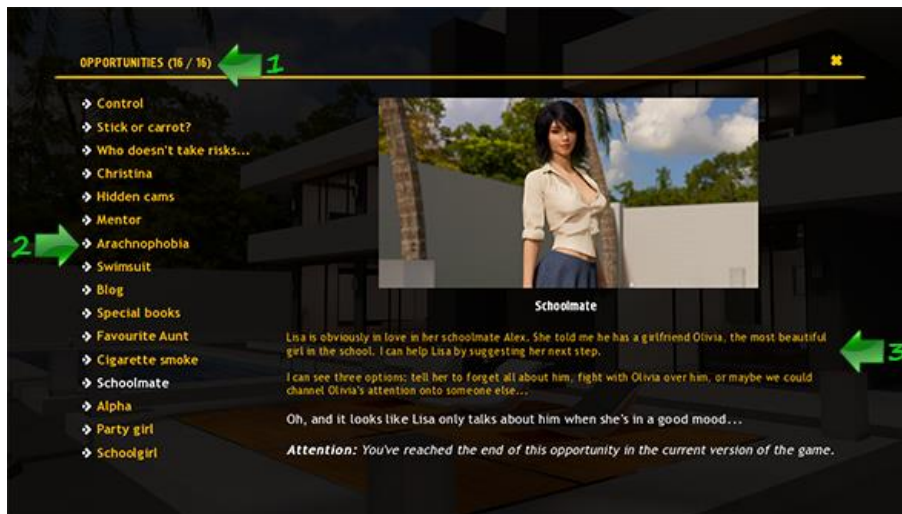 OPPORTUNITIES (16 / 16)
1
Control
Stick or carrot?
Who doesn't take risks...
Christina
Hidden cams
Mentor
2
Arachnophobia
Swimsuit
Blog
Special books
Favourite Aunt
Cigarette smoke
Schoolmate
Alpha
Party girl
Schoolgirl
Schoolmate
Lisa is obviously in love in her schoolmate Alex. She told me he has a girlfriend Olivia, the most beautiful
girl in the school. I can help Lisa by suggesting her next step.
3
I can see three options: tell her to forget all about him, fight with Olivia over him, or maybe we could
channel Olivia's attention onto someone else...
Oh, and it looks like Lisa only talks about him when she's in a good mood...
Attention: You've reached the end of this opportunity in the current version of the game.